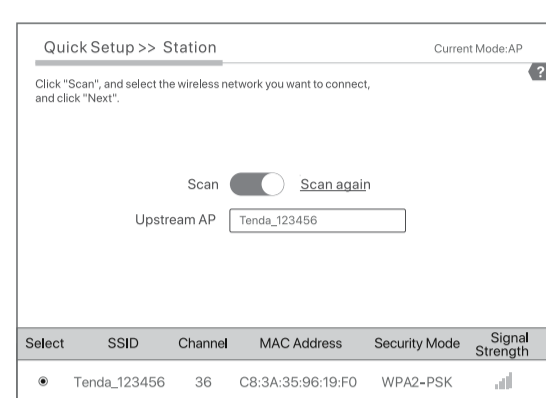 Quick Setup >> Station
Current Mode:AP
?
Click "Scan", and select the wireless network you want to connect,
and click "Next".
Scan Scan again
Upstream AP Tenda_123456
Select SSID Channel MAC Address Security Mode Signal Strength
Tenda_123456 36 C8:3A:35:96:19:F0 WPA2-PSK